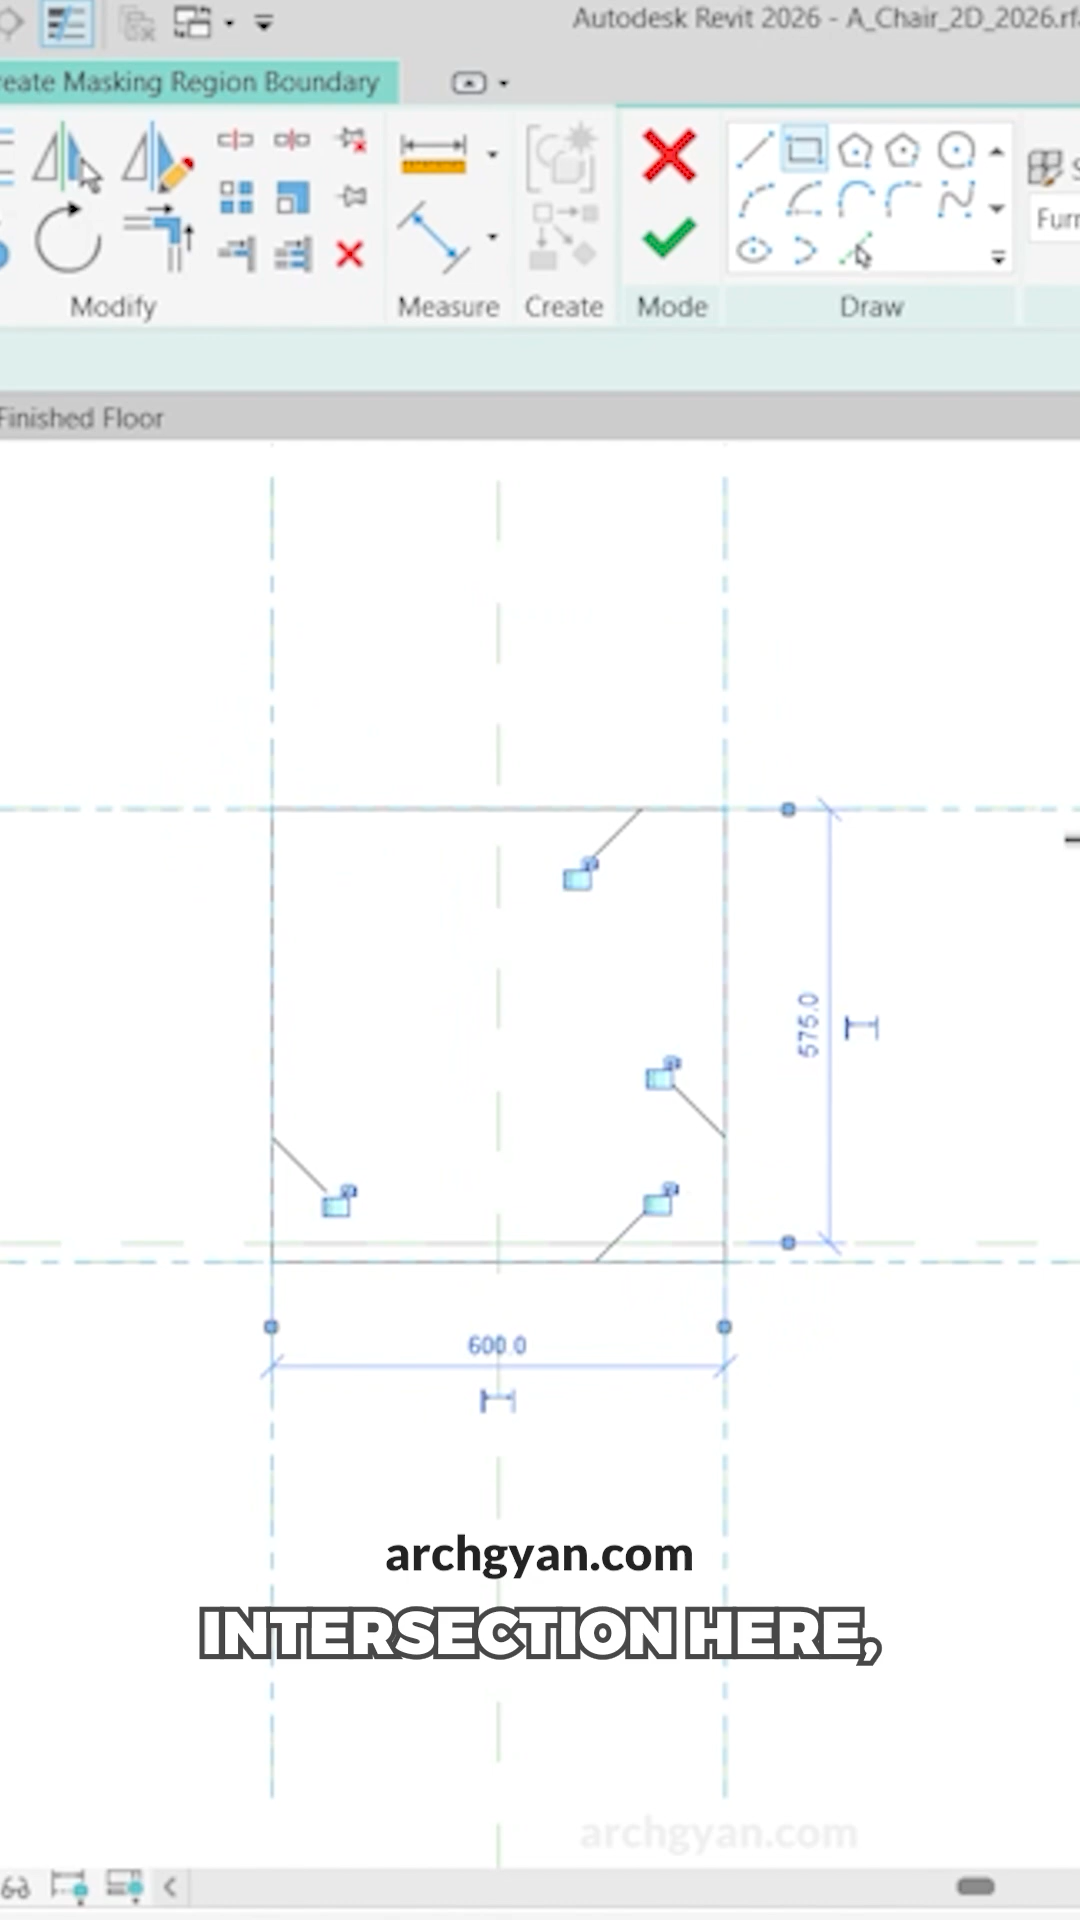 Autodesk Revit 2026 - A_Chair_2D_2026.rf
reate Masking Region Boundary
Modify
Measure
Create
Mode
Draw
Furn
Finished Floor
575.0
600.0
archgyan.com
INTERSECTION HERE,
archgyan.com